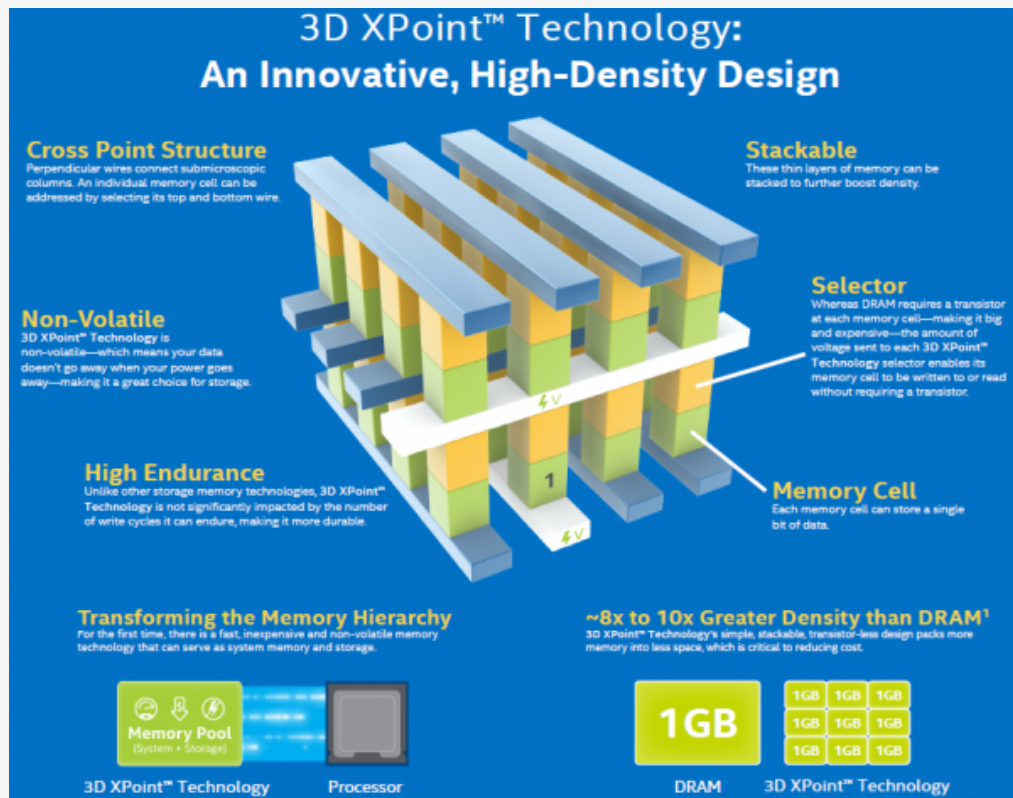 3D XPoint™ Technology:
An Innovative, High-Density Design
Cross Point Structure
Perpendicular wires connect submicroscopic
columns. An individual memory cell can be
addressed by selecting its top and bottom wire.
Stackable
These thin layers of memory can be
stacked to further boost density.
Non-Volatile
3D XPoint™ Technology is
non-volatile—which means your data
doesn't go away when your power goes
away—making it a great choice for storage.
Selector
Whereas DRAM requires a transistor
at each memory cell—making it big
and expensive—the amount of
voltage sent to each 3D XPoint™
Technology selector enables its
memory cell to be written to or read
without requiring a transistor.
V
1
V
High Endurance
Unlike other storage memory technologies, 3D XPoint™
Technology is not significantly impacted by the number
of write cycles it can endure, making it more durable.
Memory Cell
Each memory cell can store a single
bit of data.
Transforming the Memory Hierarchy
For the first time, there is a fast, inexpensive and non-volatile memory
technology that can serve as system memory and storage.
Memory Pool
(System + Storage)
3D XPoint™ Technology
Processor
~8x to 10x Greater Density than DRAM¹
3D XPoint™ Technology's simple, stackable, transistor-less design packs more
memory into less space, which is critical to reducing cost.
1GB
1GB 1GB 1GB
1GB 1GB 1GB
1GB 1GB 1GB
DRAM
3D XPoint™ Technology